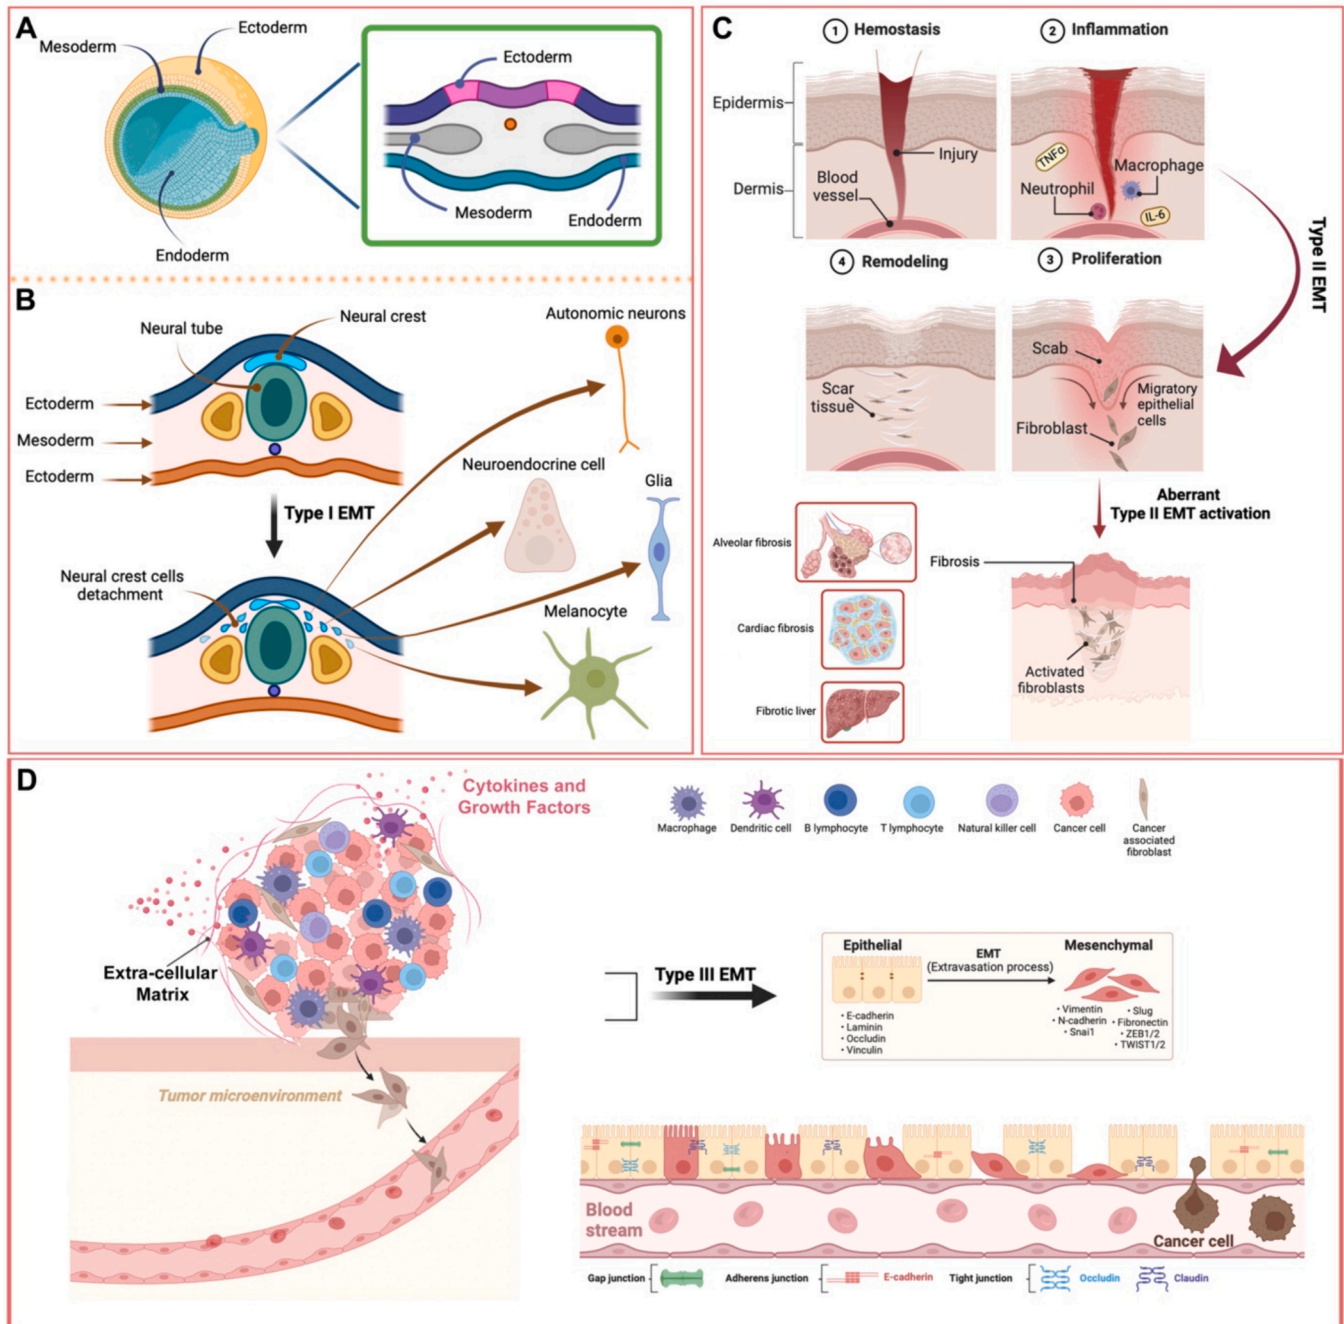 A
Mesoderm
Ectoderm
Endoderm
Ectoderm
Mesoderm
Endoderm
B
Neural tube
Neural crest
Ectoderm
Mesoderm
Ectoderm
Type I EMT
Neural crest cells
detachment
Autonomic neurons
Neuroendocrine cell
Glia
Melanocyte
C
1 Hemostasis
2 Inflammation
Epidermis
Dermis
Injury
Blood
vessel
TNFα
Macrophage
Neutrophil
IL-6
Type II EMT
4 Remodeling
3 Proliferation
Scar
tissue
Scab
Migratory
epithelial
cells
Fibroblast
Aberrant
Type II EMT activation
Alveolar fibrosis
Cardiac fibrosis
Fibrotic liver
Fibrosis
Activated
fibroblasts
D
Cytokines and
Growth Factors
Extra-cellular
Matrix
Tumor microenvironment
Macrophage
Dendritic cell
B lymphocyte
T lymphocyte
Natural killer cell
Cancer cell
Cancer
associated
fibroblast
Type III EMT
Epithelial
EMT
(Extravasation process)
Mesenchymal
• E-cadherin
• Laminin
• Occludin
• Vinculin
• Vimentin
• N-cadherin
• Snai1
• Slug
• Fibronectin
• ZEB1/2
• TWIST1/2
Blood
stream
Cancer cell
Gap junction
Adherens junction
E-cadherin
Tight junction
Occludin
Claudin